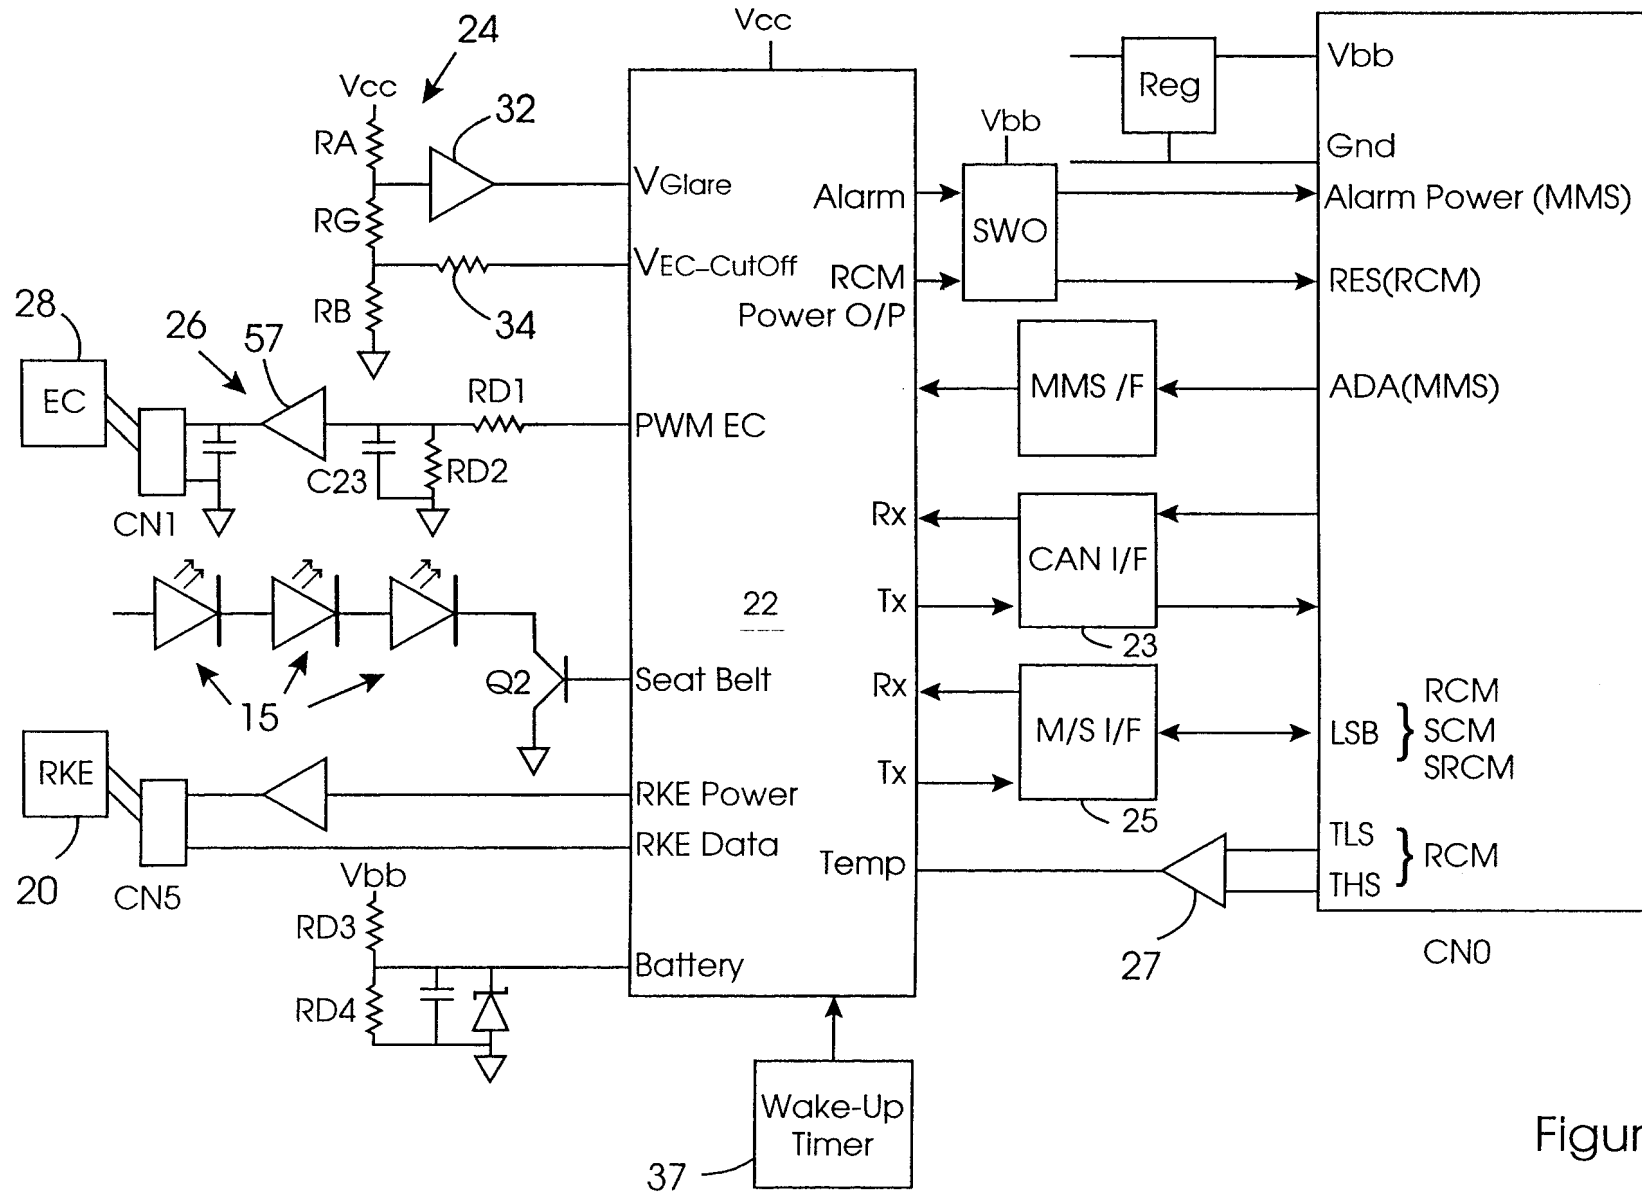 24
Vcc
RA
RG
RB
32
34
VGlare
VEC-CutOff
28
EC
CN1
26
57
C23
RD1
RD2
PWM EC
15
Q2
Seat Belt
RKE
20
CN5
RKE Power
RKE Data
Vbb
RD3
RD4
Battery
Vcc
22
Alarm
RCM
Power O/P
Rx
Tx
Rx
Tx
Temp
Wake-Up
Timer
37
Vbb
SWO
Reg
MMS /F
CAN I/F
23
M/S I/F
25
27
Vbb
Gnd
Alarm Power (MMS)
RES(RCM)
ADA(MMS)
LSB } RCM
SCM
SRCM
TLS
THS
} RCM
CN0
Figur